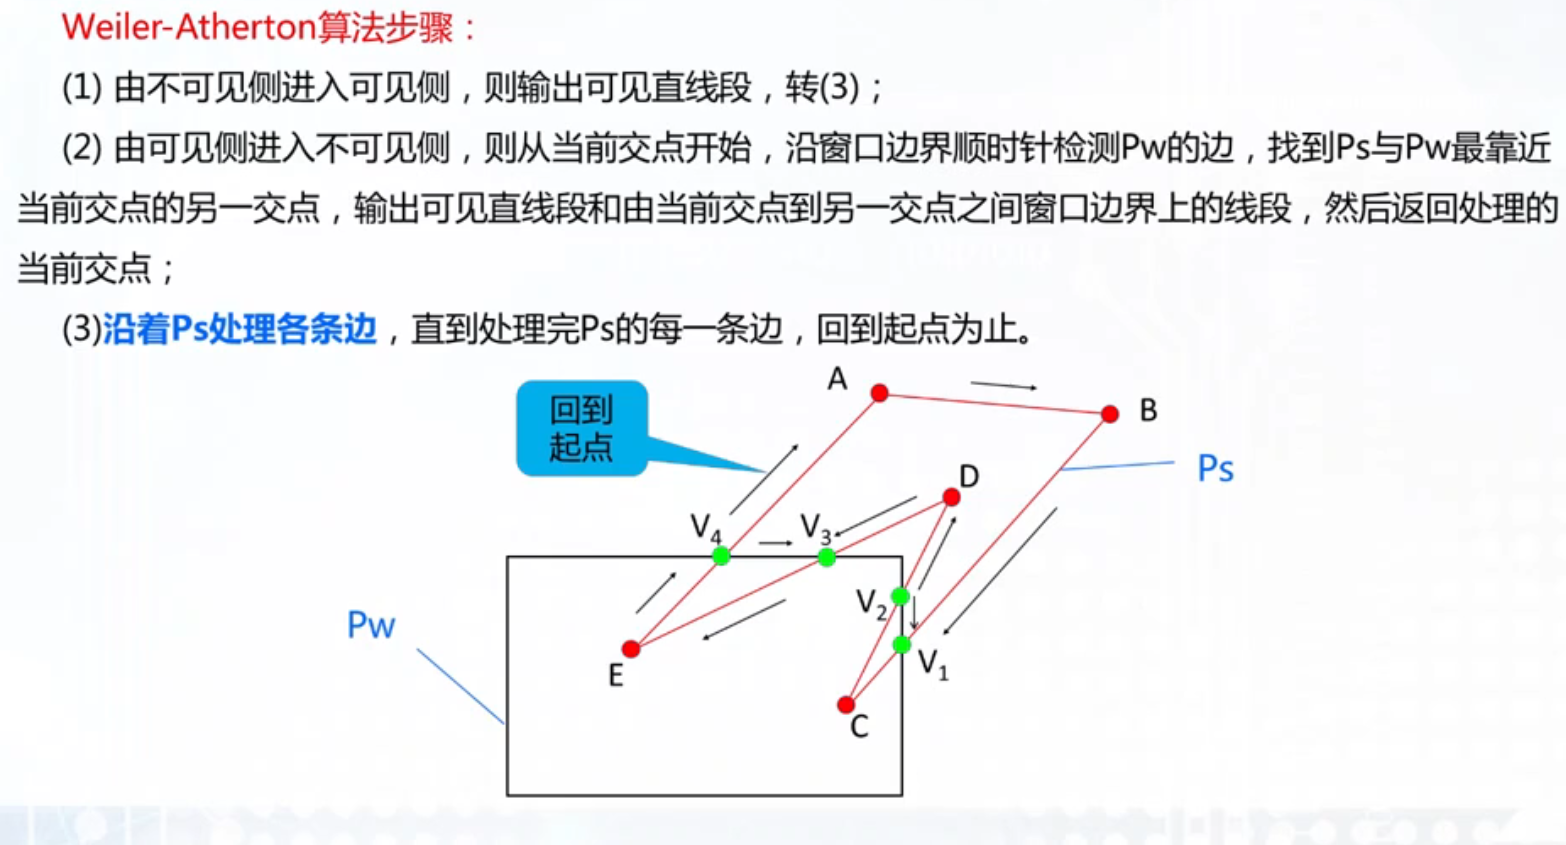 Weiler-Atherton算法步骤：
(1) 由不可见侧进入可见侧，则输出可见直线段，转(3)；
(2) 由可见侧进入不可见侧，则从当前交点开始，沿窗口边界顺时针检测Pw的边，找到Ps与Pw最靠近
当前交点的另一交点，输出可见直线段和由当前交点到另一交点之间窗口边界上的线段，然后返回处理的
当前交点；
(3)沿着Ps处理各条边，直到处理完Ps的每一条边，回到起点为止。
A
B
回到
起点
Ps
D
V4
V3
V2
Pw
V1
E
C